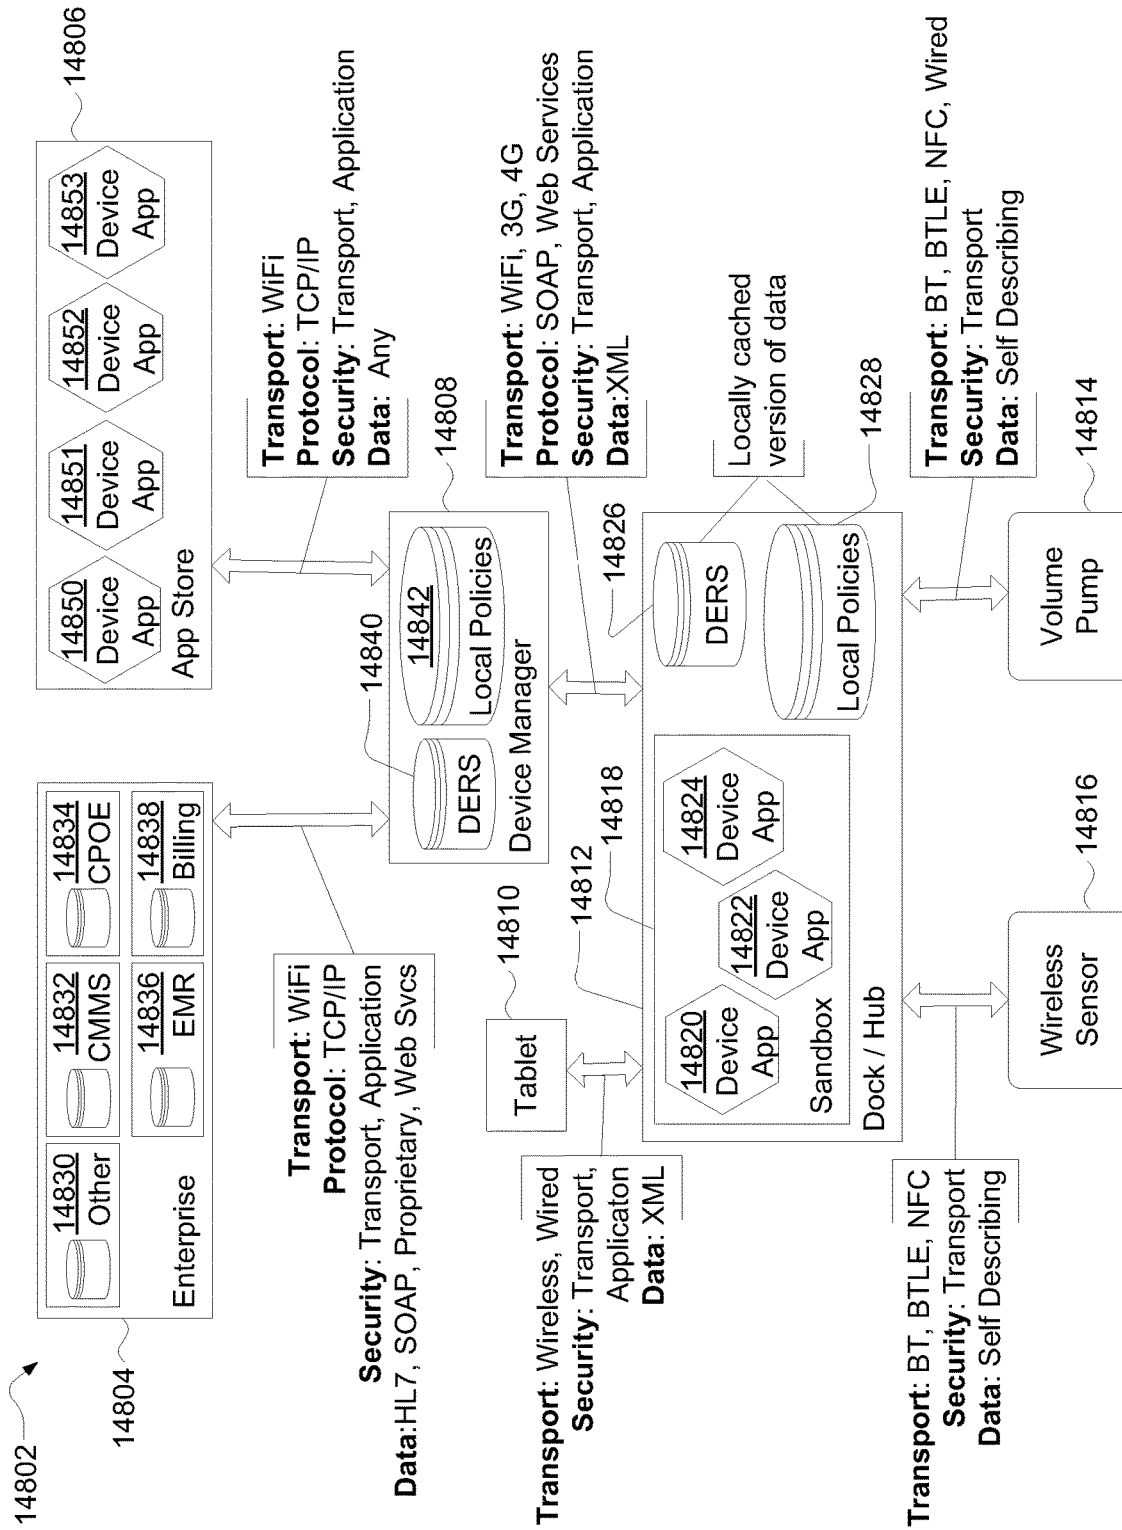 14802
14804
14830
Other
14832
CMMS
14834
CPOE
14836
EMR
14838
Billing
Enterprise
14850
Device
App
14851
Device
App
14852
Device
App
14853
Device
App
App Store
14806
Transport: WiFi
Protocol: TCP/IP
Security: Transport, Application
Data:HL7, SOAP, Proprietary, Web Svcs
Transport: WiFi
Protocol: TCP/IP
Security: Transport, Application
Data: Any
14840
14842
Local Policies
DERS
Device Manager
14808
14810
Tablet
Transport: Wireless, Wired
Security: Transport,
Applicaton
Data: XML
Transport: WiFi, 3G, 4G
Protocol: SOAP, Web Services
Security: Transport, Application
Data:XML
14812
14818
14820
Device
App
14822
Device
App
14824
Device
App
Sandbox
Dock / Hub
14826
DERS
Local Policies
Locally cached
version of data
14828
Transport: BT, BTLE, NFC
Security: Transport
Data: Self Describing
Transport: BT, BTLE, NFC, Wired
Security: Transport
Data: Self Describing
Wireless
Sensor
14816
Volume
Pump
14814